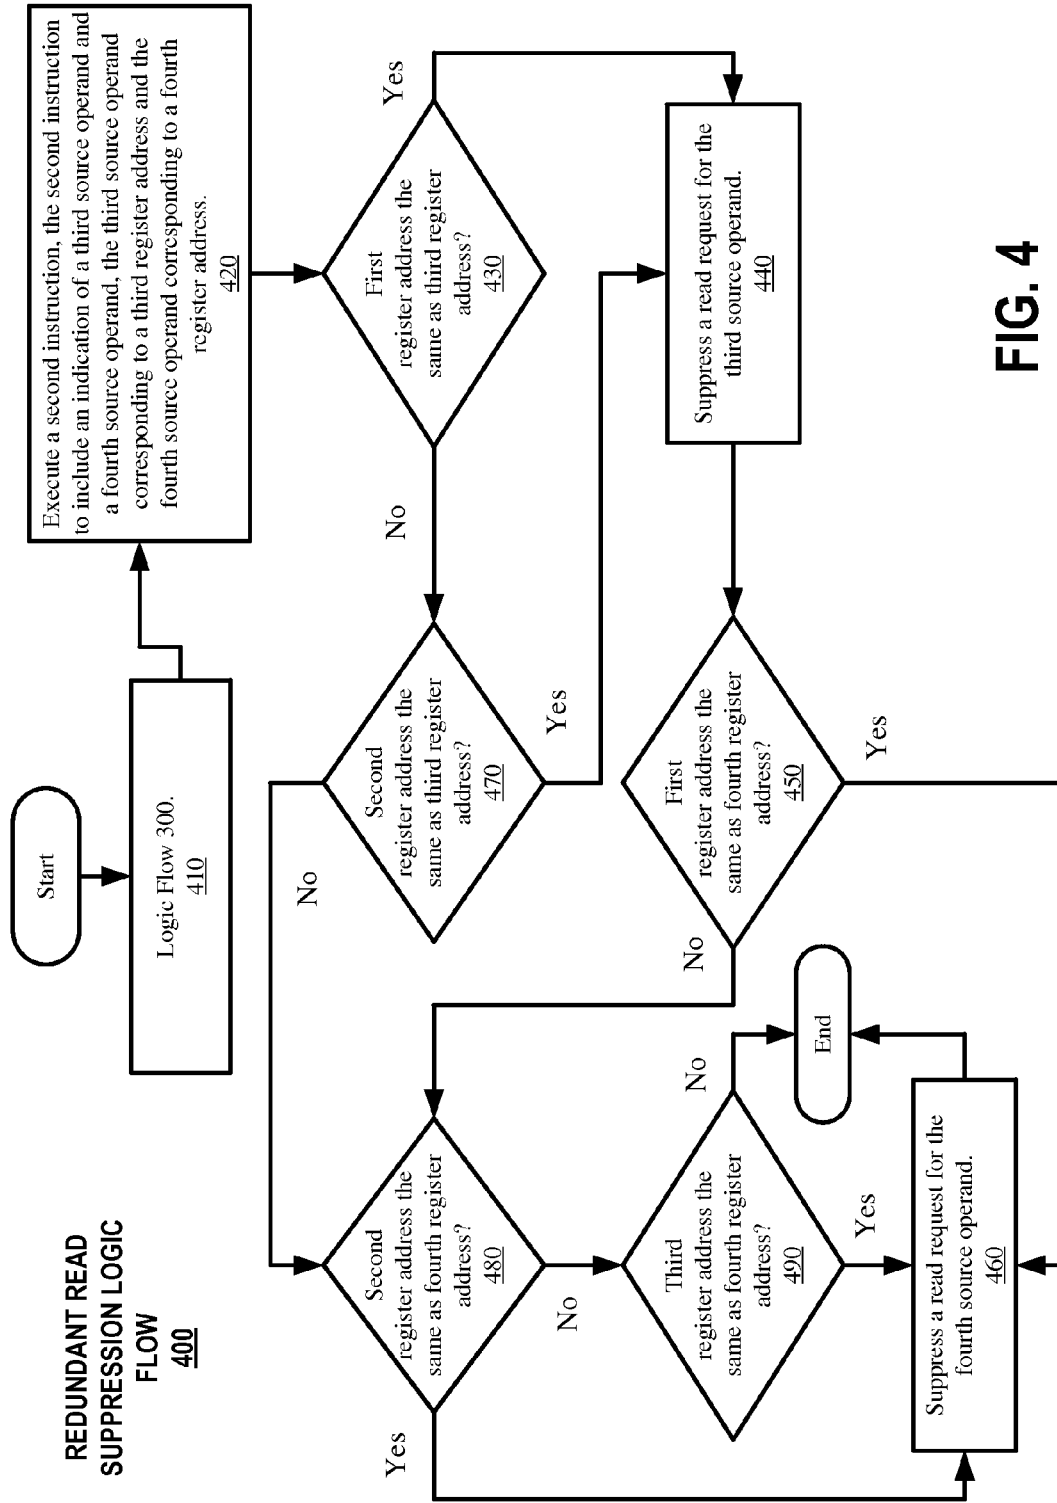 REDUNDANT READ
SUPPRESSION LOGIC
FLOW
400
Start
Logic Flow 300.
410
Execute a second instruction, the second instruction
to include an indication of a third source operand and
a fourth source operand, the third source operand
corresponding to a third register address and the
fourth source operand corresponding to a fourth
register address.
420
First
register address the
same as third register
address?
430
Yes
No
Suppress a read request for the
third source operand.
440
Second
register address the
same as third register
address?
470
Yes
No
First
register address the
same as fourth register
address?
450
Yes
No
Second
register address the
same as fourth register
address?
480
Yes
No
Third
register address the
same as fourth register
address?
490
Yes
No
Suppress a read request for the
fourth source operand.
460
End
FIG. 4